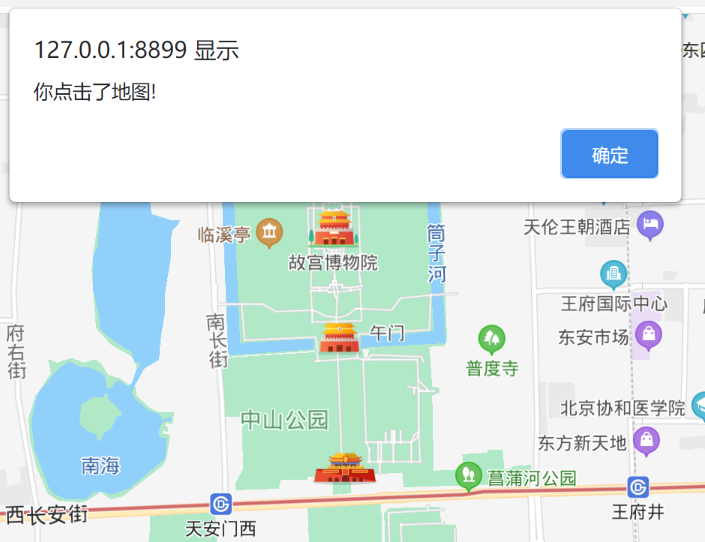 127.0.0.1:8899 显示
你点击了地图!
确定
临溪亭
故宫博物院
筒子河
天伦王朝酒店
王府国际中心
东安市场
午门
南长街
府右街
普度寺
北京协和医学院
中山公园
东方新天地
南海
菖蒲河公园
西长安街
天安门西
王府井